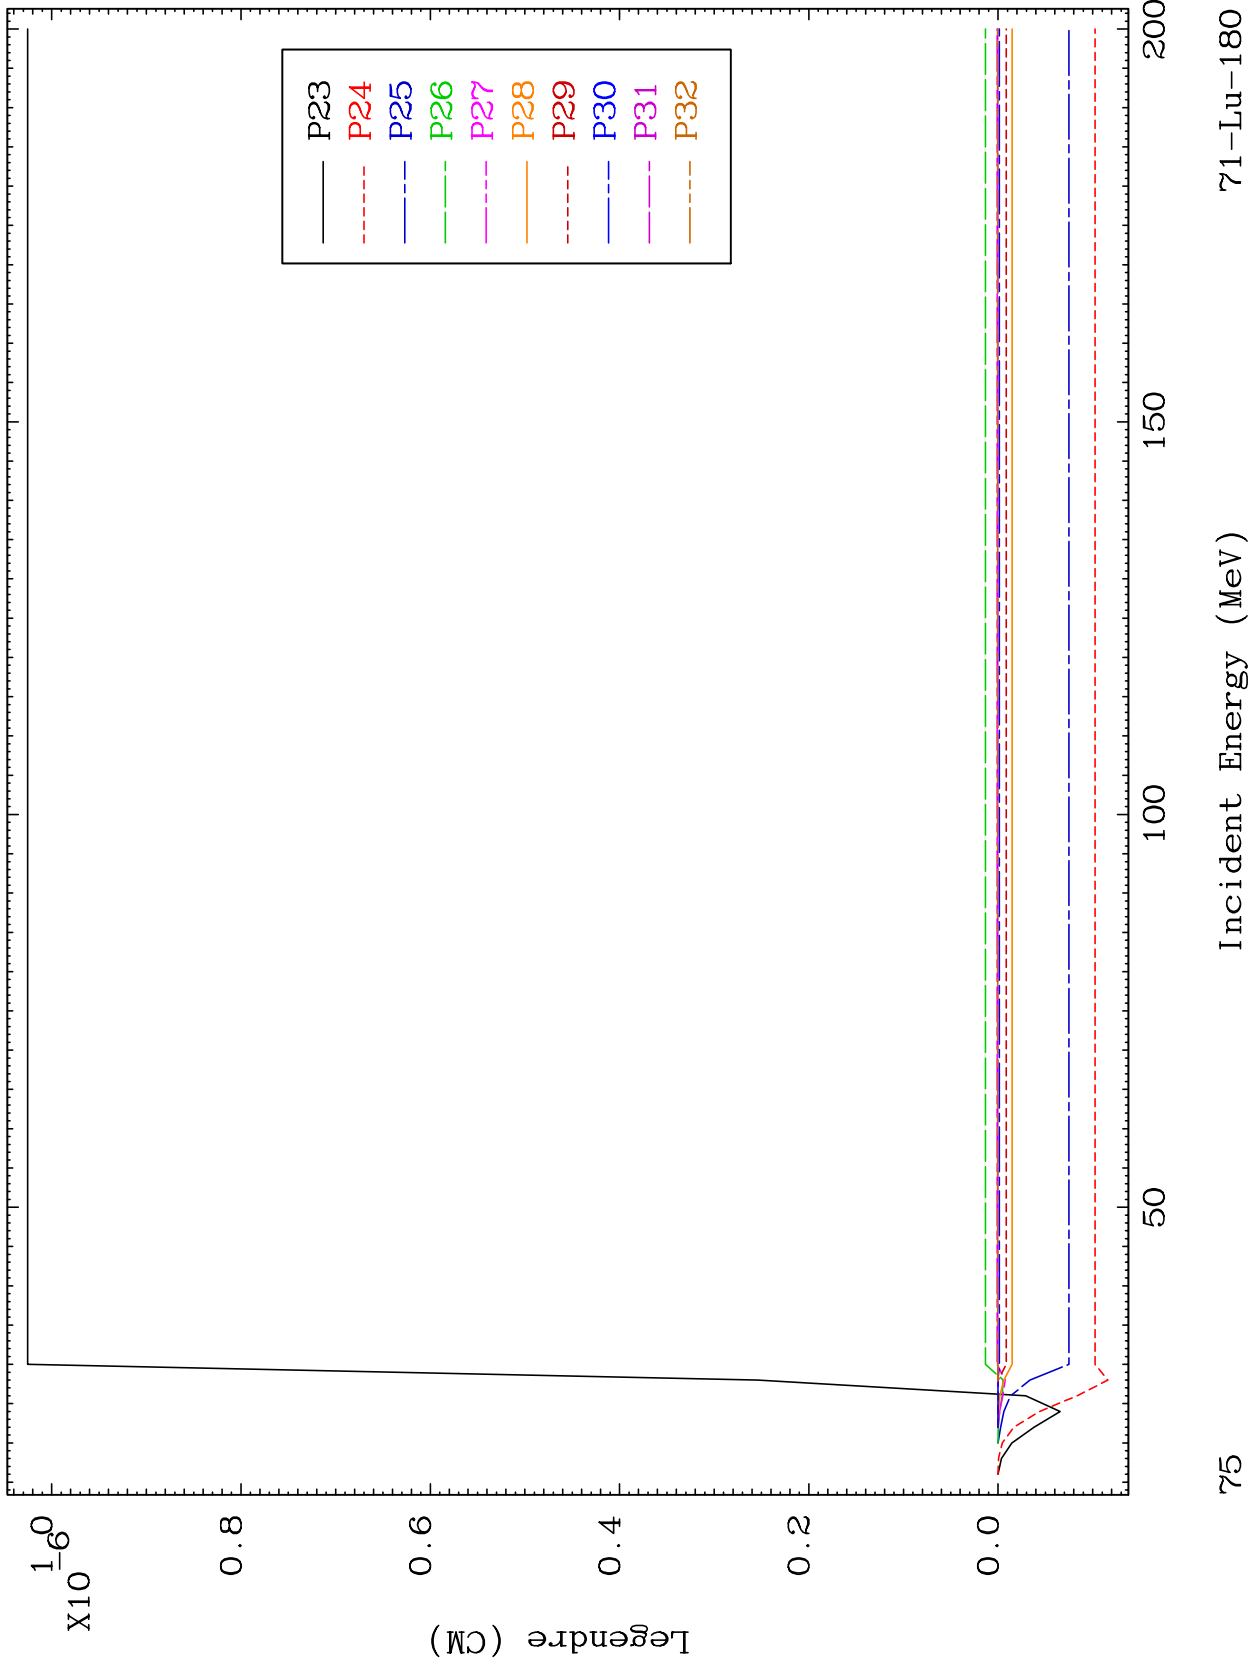 X10
-6
1.0
0.8
0.6
0.4
0.2
0.0
Legendre (CM)
P23
P24
P25
P26
P27
P28
P29
P30
P31
P32
50
100
150
200
75
Incident Energy (MeV)
71-Lu-180